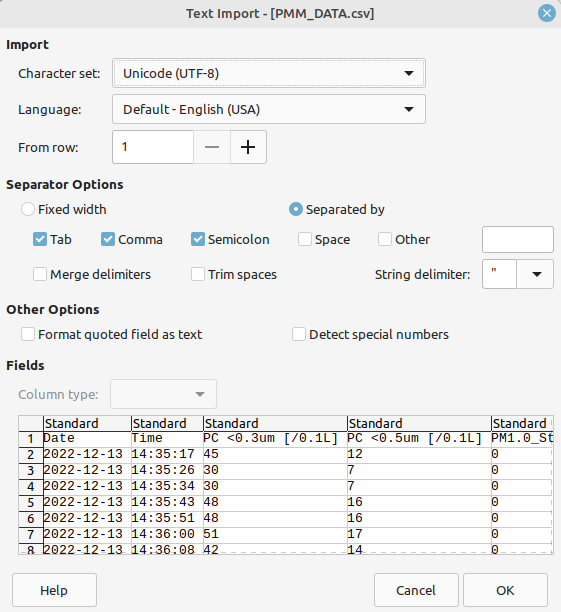 Text Import - [PMM_DATA.csv]
Import
Character set: Unicode (UTF-8)
Language: Default - English (USA)
From row: 1
Separator Options
Fixed width Separated by
Tab Comma Semicolon Space Other
Merge delimiters Trim spaces String delimiter: "
Other Options
Format quoted field as text Detect special numbers
Fields
Column type:
Standard Standard Standard Standard Standard
1 Date Time PC <0.3um [/0.1L] PC <0.5um [/0.1L] PM1.0_St
2 2022-12-13 14:35:17 45 12 0
3 2022-12-13 14:35:26 30 7 0
4 2022-12-13 14:35:34 30 7 0
5 2022-12-13 14:35:43 48 16 0
6 2022-12-13 14:35:51 48 16 0
7 2022-12-13 14:36:00 51 17 0
8 2022-12-13 14:36:08 42 14 0
Help Cancel OK